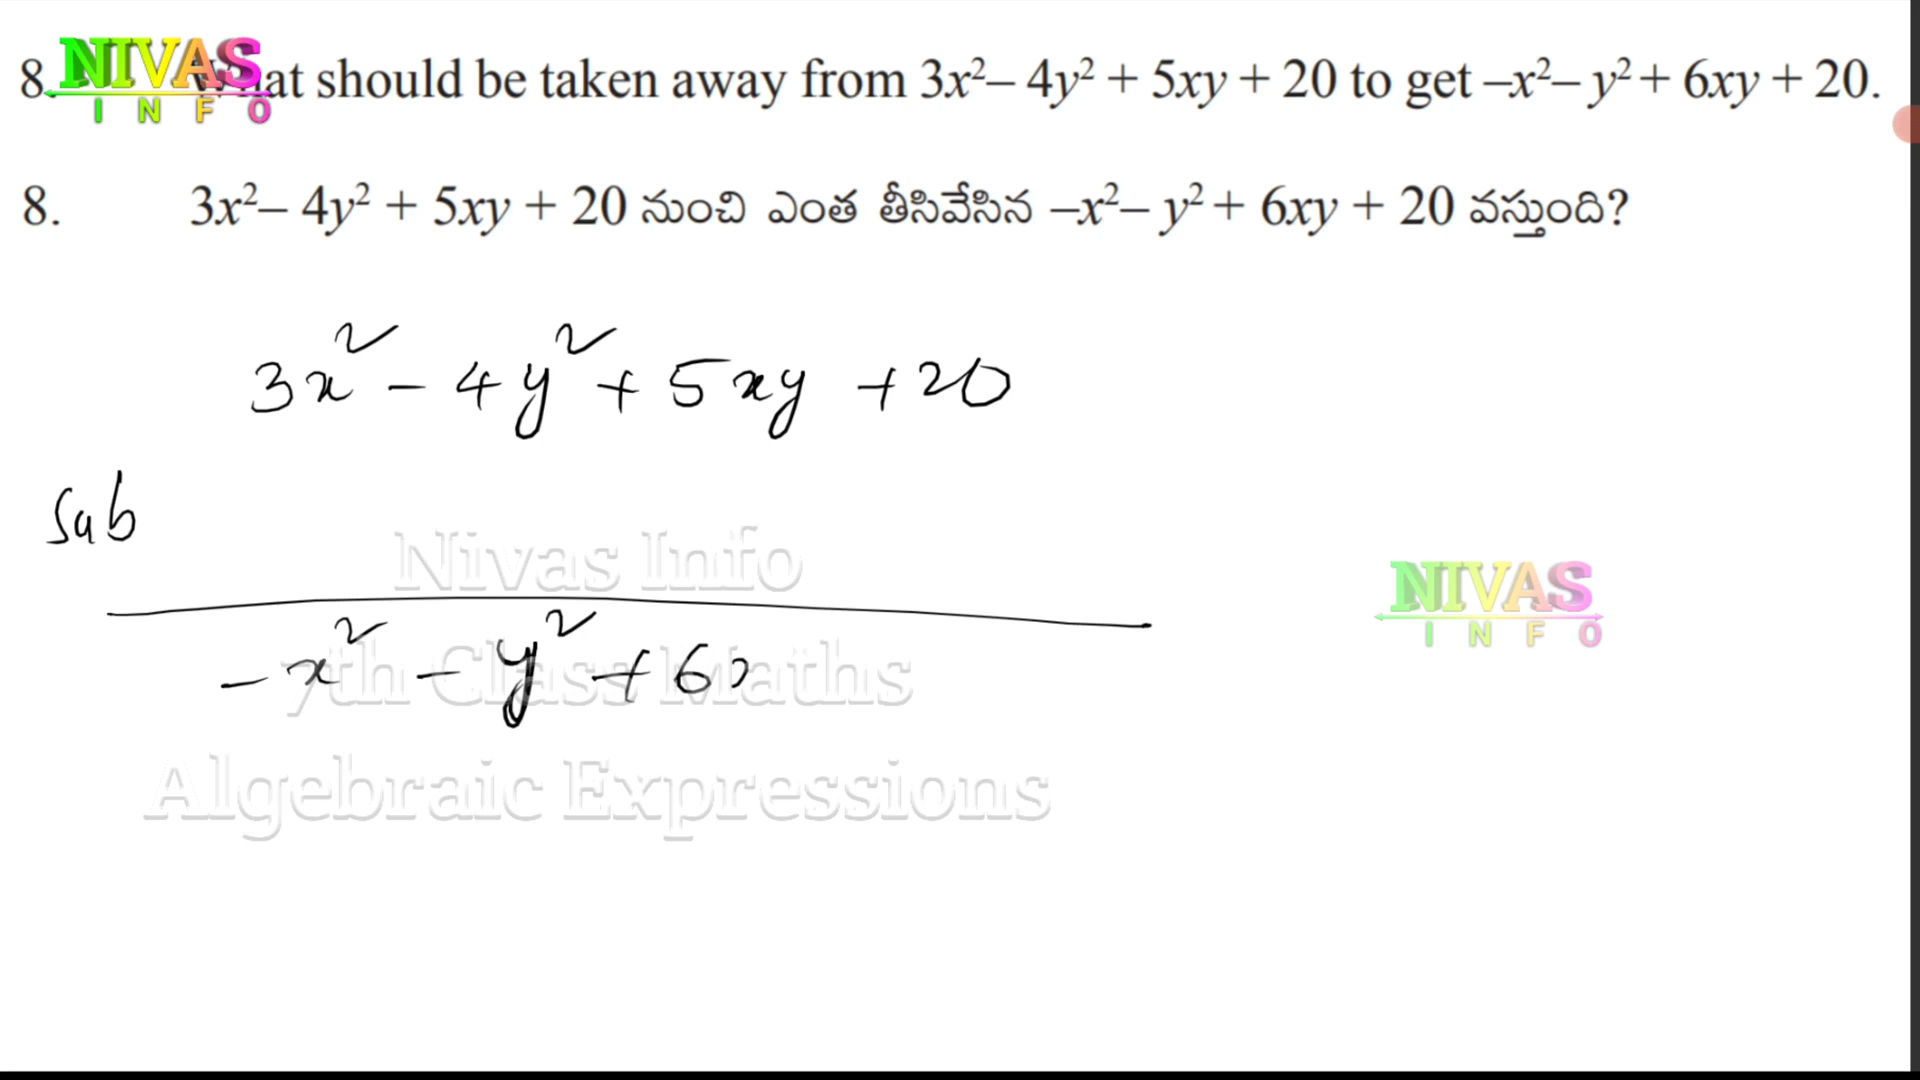 NIVAS
INFO
8. What should be taken away from 3x²– 4y² + 5xy + 20 to get –x²– y² + 6xy + 20.
8. 3x²– 4y² + 5xy + 20 నుంచి ఎంత తీసివేసిన –x²– y² + 6xy + 20 వస్తుంది?
3x² - 4y² + 5xy + 20
Sub
Nivas Info
NIVAS
INFO
-x² - y² + 6
7th Class Maths
Algebraic Expressions